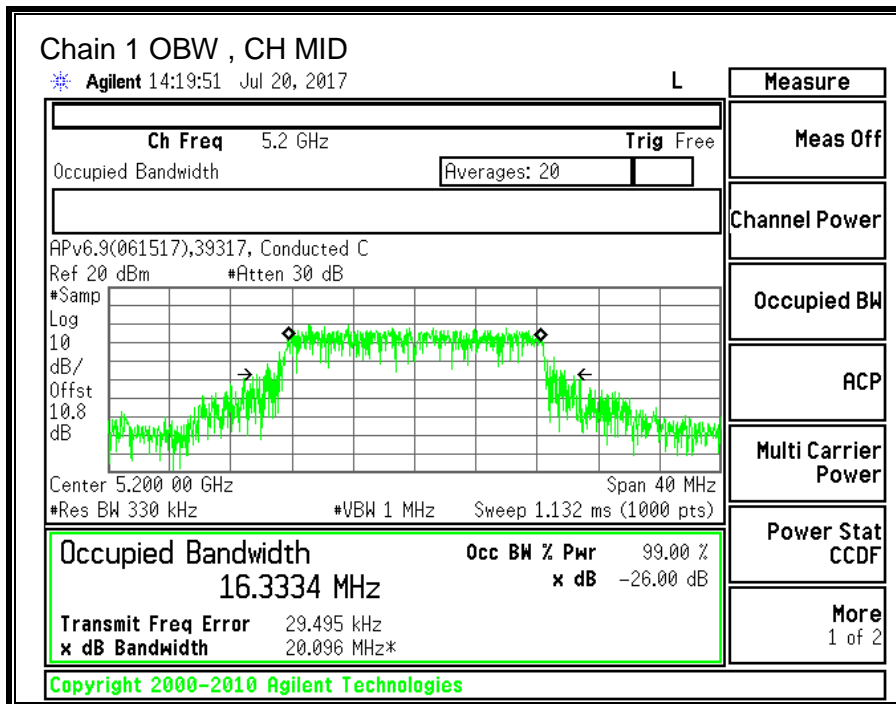 Chain 1 OBW , CH MID
Agilent 14:19:51 Jul 20, 2017 L
Ch Freq 5.2 GHz Trig Free
Occupied Bandwidth Averages: 20
APv6.9(061517),39317, Conducted C
Ref 20 dBm #Atten 30 dB
#Samp
Log
10
dB/
Offst
10.8
dB
Center 5.200 00 GHz Span 40 MHz
#Res BW 330 kHz #VBW 1 MHz Sweep 1.132 ms (1000 pts)
Occupied Bandwidth Occ BW % Pwr 99.00 %
16.3334 MHz x dB -26.00 dB
Transmit Freq Error 29.495 kHz
x dB Bandwidth 20.096 MHz*
Copyright 2000-2010 Agilent Technologies
Measure
Meas Off
Channel Power
Occupied BW
ACP
Multi Carrier
Power
Power Stat
CCDF
More
1 of 2